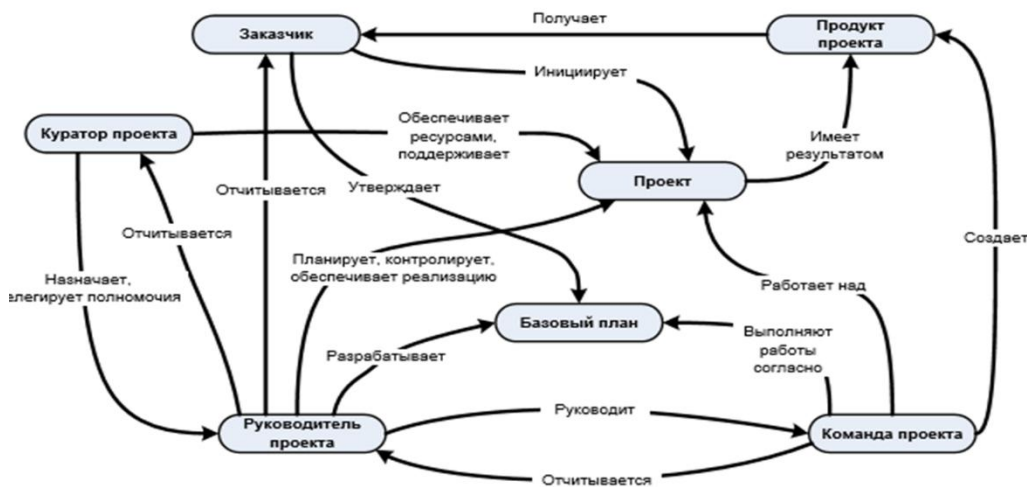 Получает
Заказчик
Продукт
проекта
Инициирует
Куратор проекта
Обеспечивает
ресурсами,
поддерживает
Имеет
результатом
Проект
Отчитывается
Утверждает
Отчитывается
Создает
Планирует, контролирует,
обеспечивает реализацию
Назначает,
елегирует полномочия
Работает над
Базовый план
Выполняют
работы
согласно
Разрабатывает
Руководит
Руководитель
проекта
Команда проекта
Отчитывается